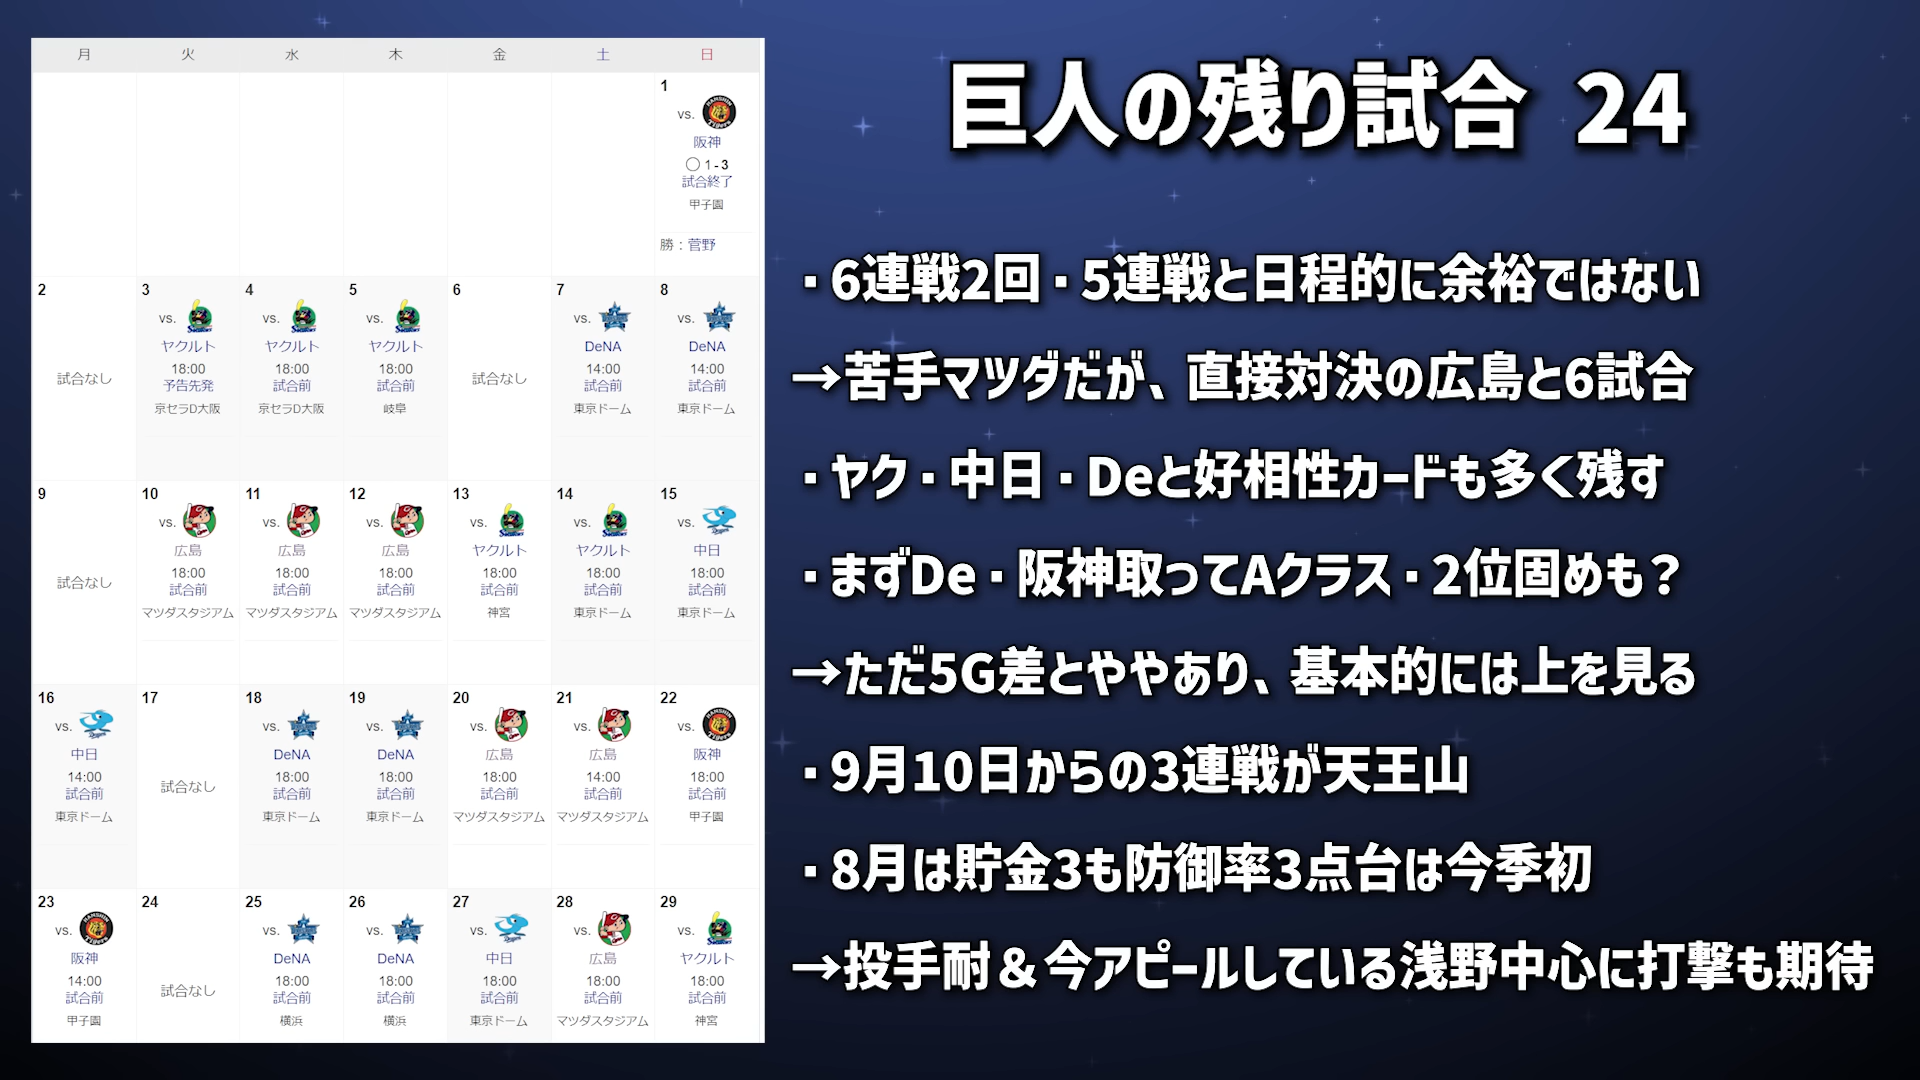 月 火 水 木 金 土 日
1
vs.
阪神
○ 1 - 3
試合終了
甲子園
勝：菅野
2 3 4 5 6 7 8
vs. vs. vs. vs. vs.
ヤクルト ヤクルト ヤクルト DeNA DeNA
試合なし 18:00 18:00 18:00 試合なし 14:00 14:00
予告先発 試合前 試合前 試合前 試合前
京セラD大阪 京セラD大阪 岐阜 東京ドーム 東京ドーム
9 10 11 12 13 14 15
vs. vs. vs. vs. vs. vs.
広島 広島 広島 ヤクルト ヤクルト 中日
試合なし 18:00 18:00 18:00 18:00 18:00 18:00
試合前 試合前 試合前 試合前 試合前 試合前
マツダスタジアム マツダスタジアム マツダスタジアム 神宮 東京ドーム 東京ドーム
16 17 18 19 20 21 22
vs. vs. vs. vs. vs. vs.
中日 DeNA DeNA 広島 広島 阪神
14:00 試合なし 18:00 18:00 18:00 14:00 18:00
試合前 試合前 試合前 試合前 試合前 試合前
東京ドーム 東京ドーム 東京ドーム マツダスタジアム マツダスタジアム 甲子園
23 24 25 26 27 28 29
vs. vs. vs. vs. vs. vs.
阪神 DeNA DeNA 中日 広島 ヤクルト
14:00 試合なし 18:00 18:00 18:00 18:00 18:00
試合前 試合前 試合前 試合前 試合前 試合前
甲子園 横浜 横浜 東京ドーム マツダスタジアム 神宮
巨人の残り試合 24
・6連戦2回・5連戦と日程的に余裕ではない
→苦手マツダだが、直接対決の広島と6試合
・ヤク・中日・Deと好相性カードも多く残す
・まずDe・阪神取ってAクラス・2位固めも？
→ただ5G差とややあり、基本的には上を見る
・9月10日からの3連戦が天王山
・8月は貯金3も防御率3点台は今季初
→投手耐＆今アピールしている浅野中心に打撃も期待